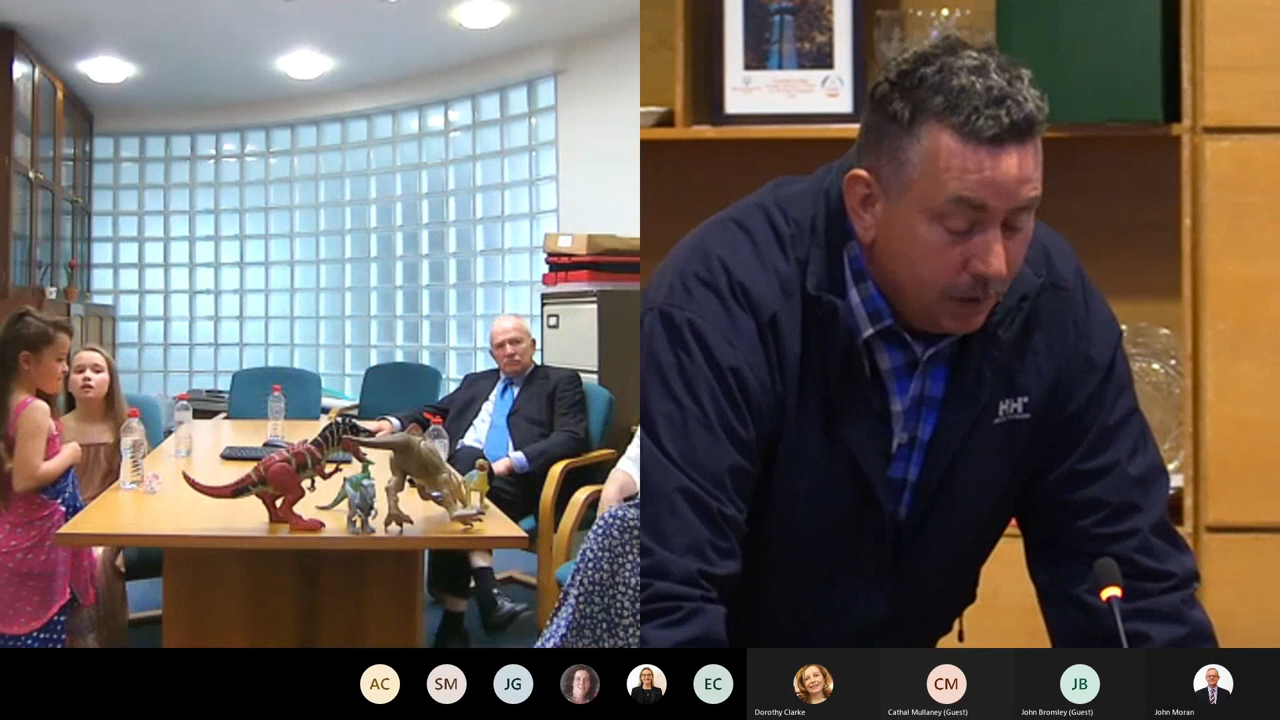 HH
AC
SM
JG
EC
CM
JB
Dorothy Clarke
Cathal Mullaney (Guest)
John Bromley (Guest)
John Moran